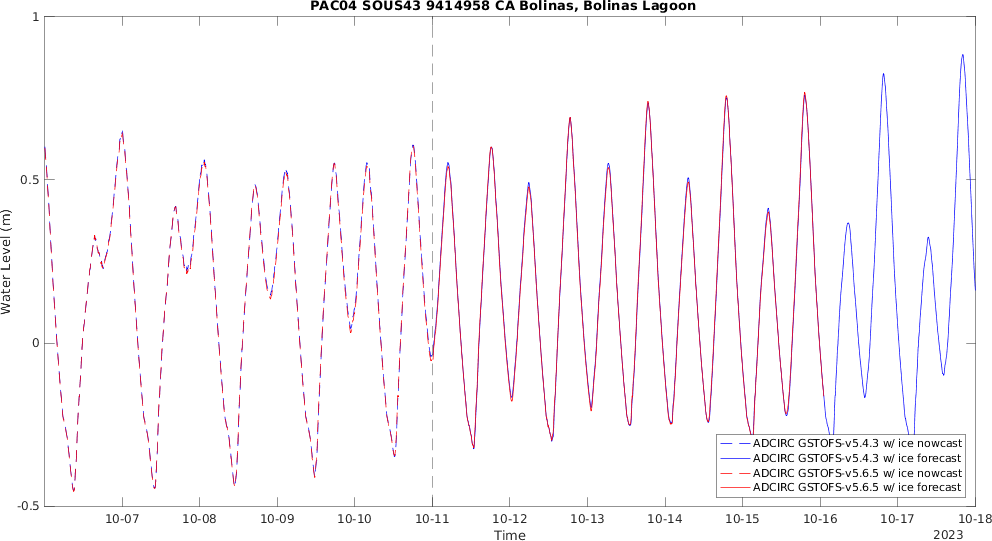 PAC04 SOUS43 9414958 CA Bolinas, Bolinas Lagoon
Water Level (m)
1
0.5
0
-0.5
ADCIRC GSTOFS-v5.4.3 w/ ice nowcast
ADCIRC GSTOFS-v5.4.3 w/ ice forecast
ADCIRC GSTOFS-v5.6.5 w/ ice nowcast
ADCIRC GSTOFS-v5.6.5 w/ ice forecast
10-07 10-08 10-09 10-10 10-11 10-12 10-13 10-14 10-15 10-16 10-17 10-18
Time
2023